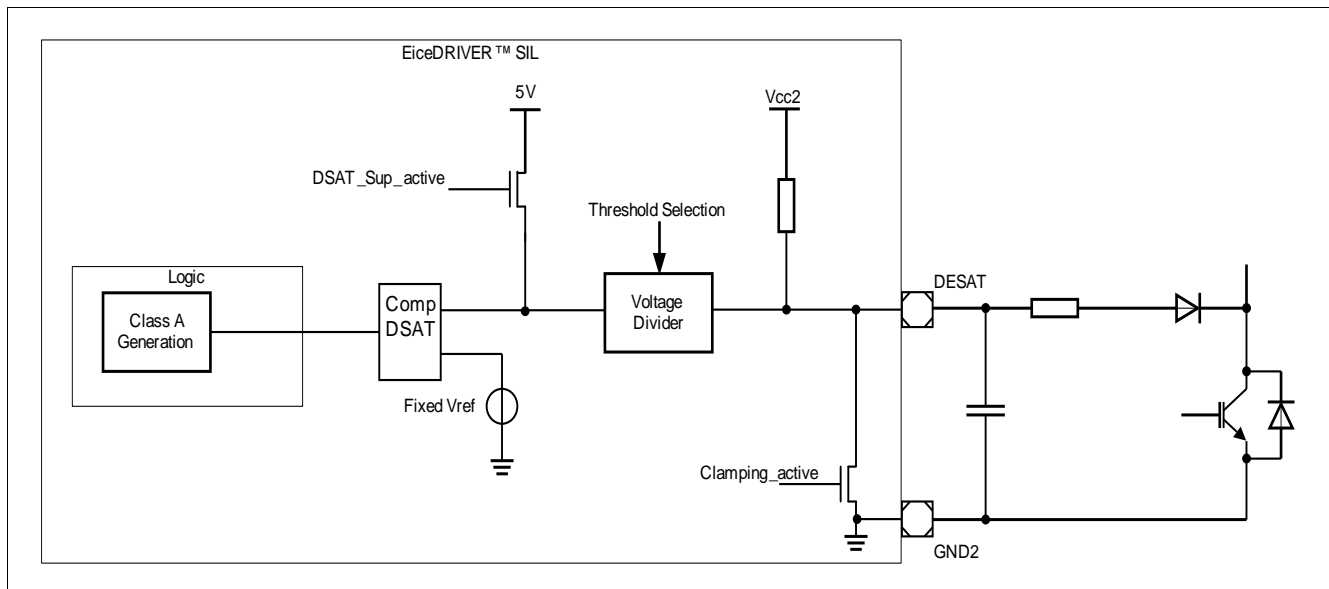 EiceDRIVER™ SIL
5V
Vcc2
DSAT_Sup_active
Threshold Selection
Logic
DESAT
Class A
Generation
Comp
DSAT
Voltage
Divider
Fixed Vref
Clamping_active
GND2